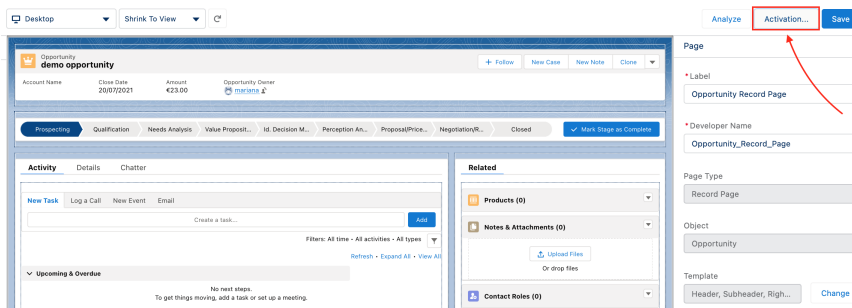 Desktop Shrink To View Analyze Activation... Save
Page
Opportunity
demo opportunity
+ Follow New Case New Note Clone
Account Name Close Date Amount Opportunity Owner
20/07/2021 €23.00 mariana
* Label
Opportunity Record Page
Prospecting Qualification Needs Analysis Value Proposit... Id. Decision M... Perception An... Proposal/Price... Negotiation/R... Closed Mark Stage as Complete
* Developer Name
Opportunity_Record_Page
Activity Details Chatter
Related
Page Type
Record Page
New Task Log a Call New Event Email
Create a task... Add
Filters: All time • All activities • All types
Refresh • Expand All • View All
Upcoming & Overdue
No next steps.
To get things moving, add a task or set up a meeting.
Products (0)
Notes & Attachments (0)
Upload Files
Or drop files
Contact Roles (0)
Object
Opportunity
Template
Header, Subheader, Righ... Change